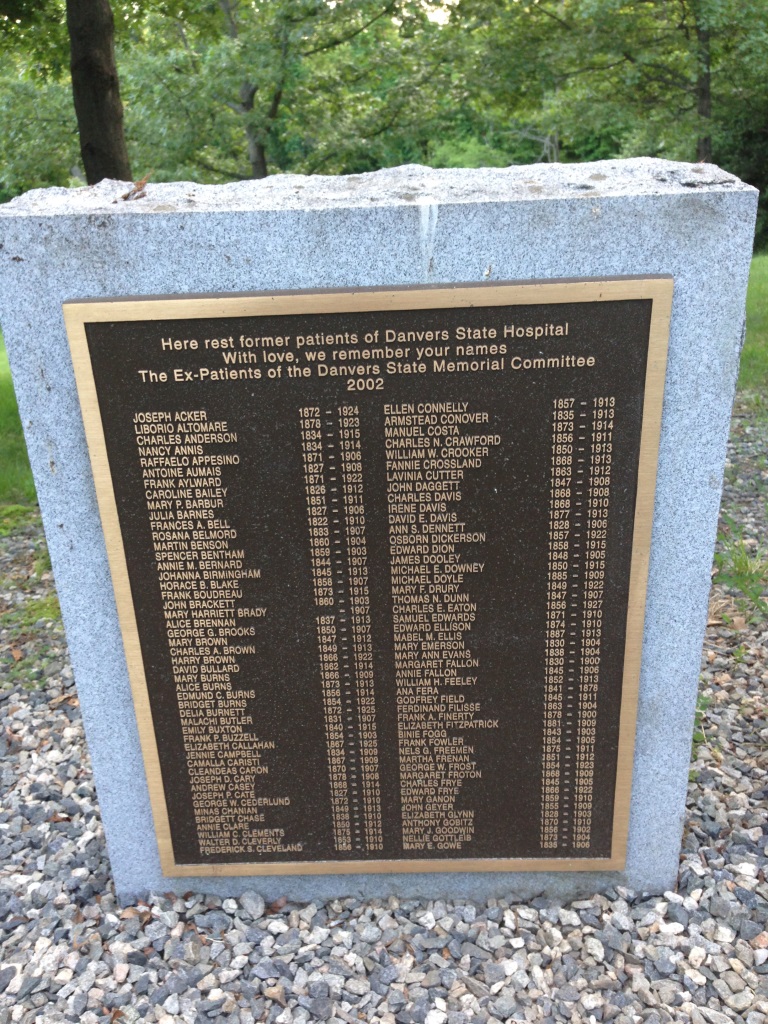 Here rest former patients of Danvers State Hospital
With love, we remember your names
The Ex-Patients of the Danvers State Memorial Committee
2002
JOSEPH ACKER 1872 - 1924
LIBORIO ALTOMARE 1878 - 1923
CHARLES ANDERSON 1834 - 1915
NANCY ANNIS 1834 - 1914
RAFFAELO APPESINO 1871 - 1906
ANTOINE AUMAIS 1827 - 1908
FRANK AYLWARD 1871 - 1922
CAROLINE BAILEY 1826 - 1912
MARY P. BARBUR 1851 - 1911
JULIA BARNES 1827 - 1906
FRANCES A. BELL 1822 - 1910
ROSANA BELMORD 1883 - 1907
MARTIN BENSON 1860 - 1904
SPENCER BENTHAM 1859 - 1903
ANNIE M. BERNARD 1844 - 1907
JOHANNA BIRMINGHAM 1845 - 1913
HORACE B. BLAKE 1858 - 1907
FRANK BOUDREAU 1873 - 1915
JOHN BRACKETT 1860 - 1903
MARY HARRIETT BRADY - 1907
ALICE BRENNAN 1837 - 1913
GEORGE G. BROOKS 1850 - 1907
MARY BROWN 1847 - 1912
CHARLES A. BROWN 1849 - 1913
HARRY BROWN 1866 - 1922
DAVID BULLARD 1862 - 1914
MARY BURNS 1866 - 1909
ALICE BURNS 1873 - 1913
EDMUND C. BURNS 1856 - 1914
BRIDGET BURNS 1854 - 1922
DELIA BURNETT 1872 - 1925
MALACHI BUTLER 1831 - 1907
EMILY BUXTON 1840 - 1915
FRANK P. BUZZELL 1854 - 1903
ELIZABETH CALLAHAN 1867 - 1925
JENNIE CAMPBELL 1834 - 1909
CAMALLA CARISTI 1867 - 1909
CLEANDEAS CARON 1870 - 1907
JOSEPH D. CARY 1878 - 1908
ANDREW CASEY 1868 - 1914
JOSEPH P. CATE 1827 - 1911
GEORGE W. CEDERLUND 1872 - 1910
MINAS CHANIAN 1849 - 1913
BRIDGETT CHASE 1838 - 1910
ANNIE CLARE 1859 - 1912
WILLIAM C. CLEMENTS 1875 - 1914
WALTER D. CLEVERLY 1853 - 1914
FREDERICK S. CLEVELAND 1856 - 1910
ELLEN CONNELLY 1857 - 1913
ARMSTEAD CONOVER 1835 - 1913
MANUEL COSTA 1873 - 1914
CHARLES N. CRAWFORD 1856 - 1911
WILLIAM W. CROOKER 1850 - 1913
FANNIE CROSSLAND 1868 - 1913
LAVINIA CUTTER 1863 - 1912
JOHN DAGGETT 1847 - 1908
CHARLES DAVIS 1868 - 1908
IRENE DAVIS 1868 - 1910
DAVID E. DAVIS 1877 - 1913
ANN S. DENNETT 1828 - 1906
OSBORN DICKERSON 1857 - 1922
EDWARD DION 1858 - 1915
JAMES DOOLEY 1848 - 1905
MICHAEL E. DOWNEY 1850 - 1915
MICHAEL DOYLE 1885 - 1909
MARY F. DRURY 1849 - 1922
THOMAS N. DUNN 1847 - 1907
CHARLES E. EATON 1856 - 1927
SAMUEL EDWARDS 1871 - 1910
EDWARD ELLISON 1874 - 1910
MABEL M. ELLIS 1887 - 1913
MARY EMERSON 1830 - 1904
MARY ANN EVANS 1838 - 1904
MARGARET FALLON 1830 - 1900
ANNIE FALLON 1845 - 1906
WILLIAM H. FEELEY 1852 - 1913
ANA FERA 1841 - 1878
GODFREY FIELD 1845 - 1911
FERDINAND FILISSE 1863 - 1904
FRANK A. FINERTY 1878 - 1900
ELIZABETH FITZPATRICK 1881 - 1909
BINIE FOGG 1843 - 1903
FRANK FOWLER 1854 - 1905
NELS G. FREEMEN 1875 - 1911
MARTHA FRENAN 1851 - 1912
GEORGE W. FROST 1854 - 1923
MARGARET FROTON 1868 - 1909
CHARLES FRYE 1845 - 1905
EDWARD FRYE 1866 - 1912
MARY GANON 1859 - 1909
JOHN GEYER 1855 - 1909
ELIZABETH GLYNN 1828 - 1903
ANTHONY GOBITZ 1870 - 1910
MARY J. GOODWIN 1856 - 1902
NELLIE GOTTLEIB 1873 - 1904
MARY E. GOWE 1835 - 1906